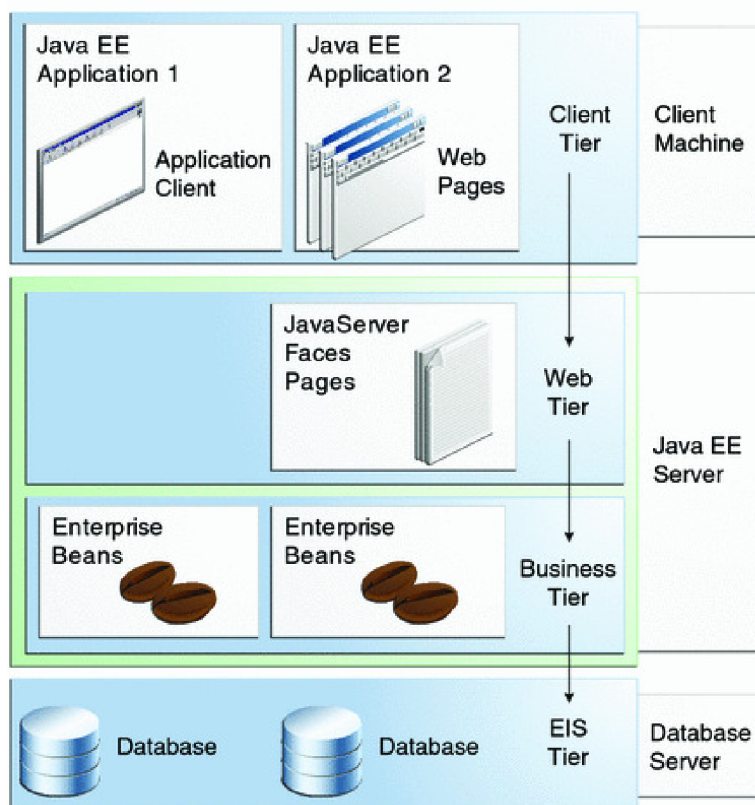 Java EE
Application 1
Application
Client
Java EE
Application 2
Web
Pages
Client
Tier
Client
Machine
JavaServer
Faces
Pages
Web
Tier
Java EE
Server
Enterprise
Beans
Enterprise
Beans
Business
Tier
Database
Database
EIS
Tier
Database
Server